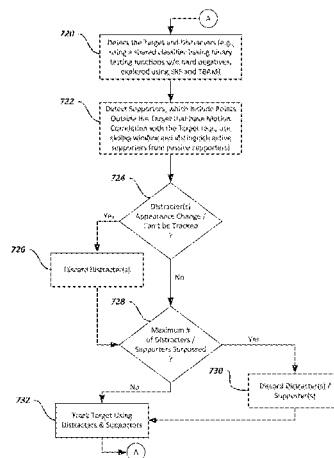 A
720
Detect the Target and Distracters (e.g.,
using a shared classifier using binary
testing functions w/o hard negatives,
explored using SRF and TBAM)
722
Detect Supporters, which include Points
Outside the Target that have Motion
Correlation with the Target (e.g., use
sliding window and distinguish active
supporters from passive supporters)
724
Distracter(s)
Appearance Change /
Can't be Tracked
?
Yes
726
Discard Distracter(s)
No
728
Maximum #
of Distracters /
Supporters Surpassed
?
Yes
730
Discard Distracter(s) /
Supporter(s)
No
732
Track Target Using
Distracters & Supporters
A